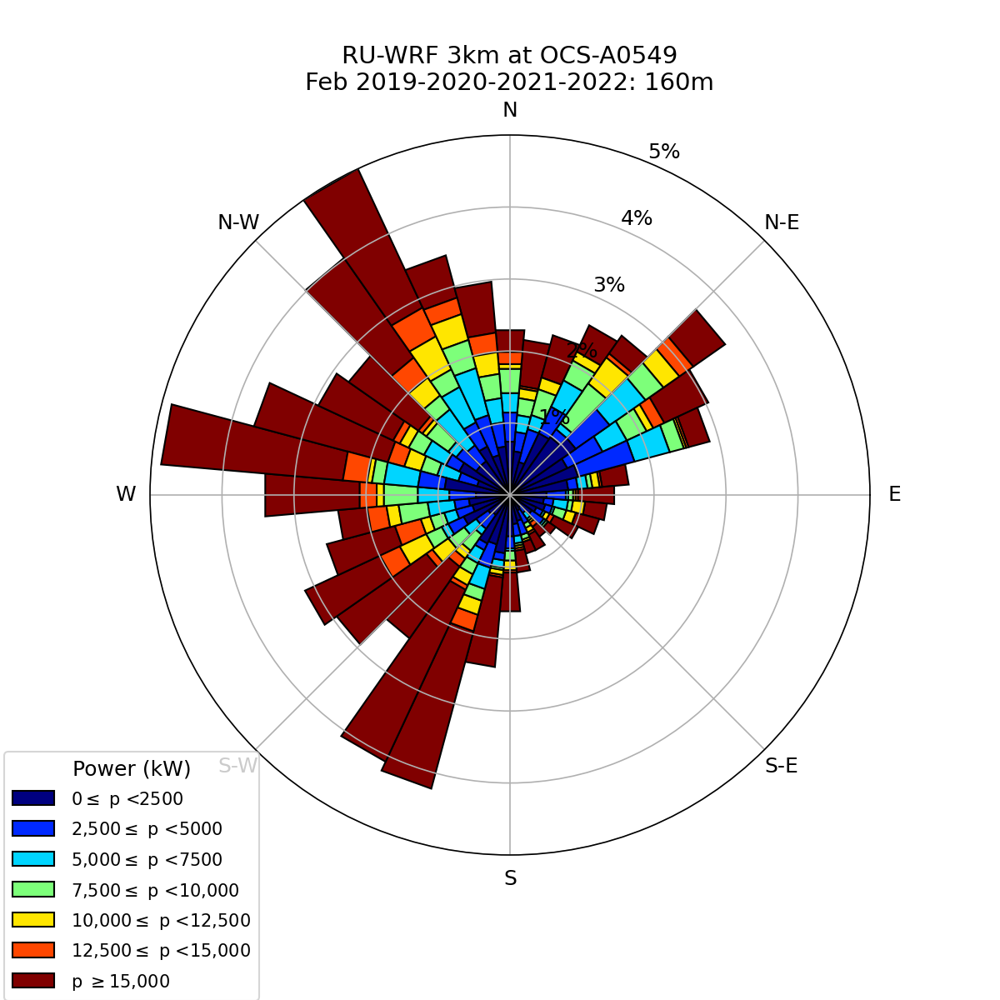 RU-WRF 3km at OCS-A0549
Feb 2019-2020-2021-2022: 160m
N
5%
N-W
4%
N-E
3%
2%
1%
W
E
S-W
S-E
S
Power (kW)
0≤ p <2500
2,500≤ p <5000
5,000≤ p <7500
7,500≤ p <10,000
10,000≤ p <12,500
12,500≤ p <15,000
p ≥15,000